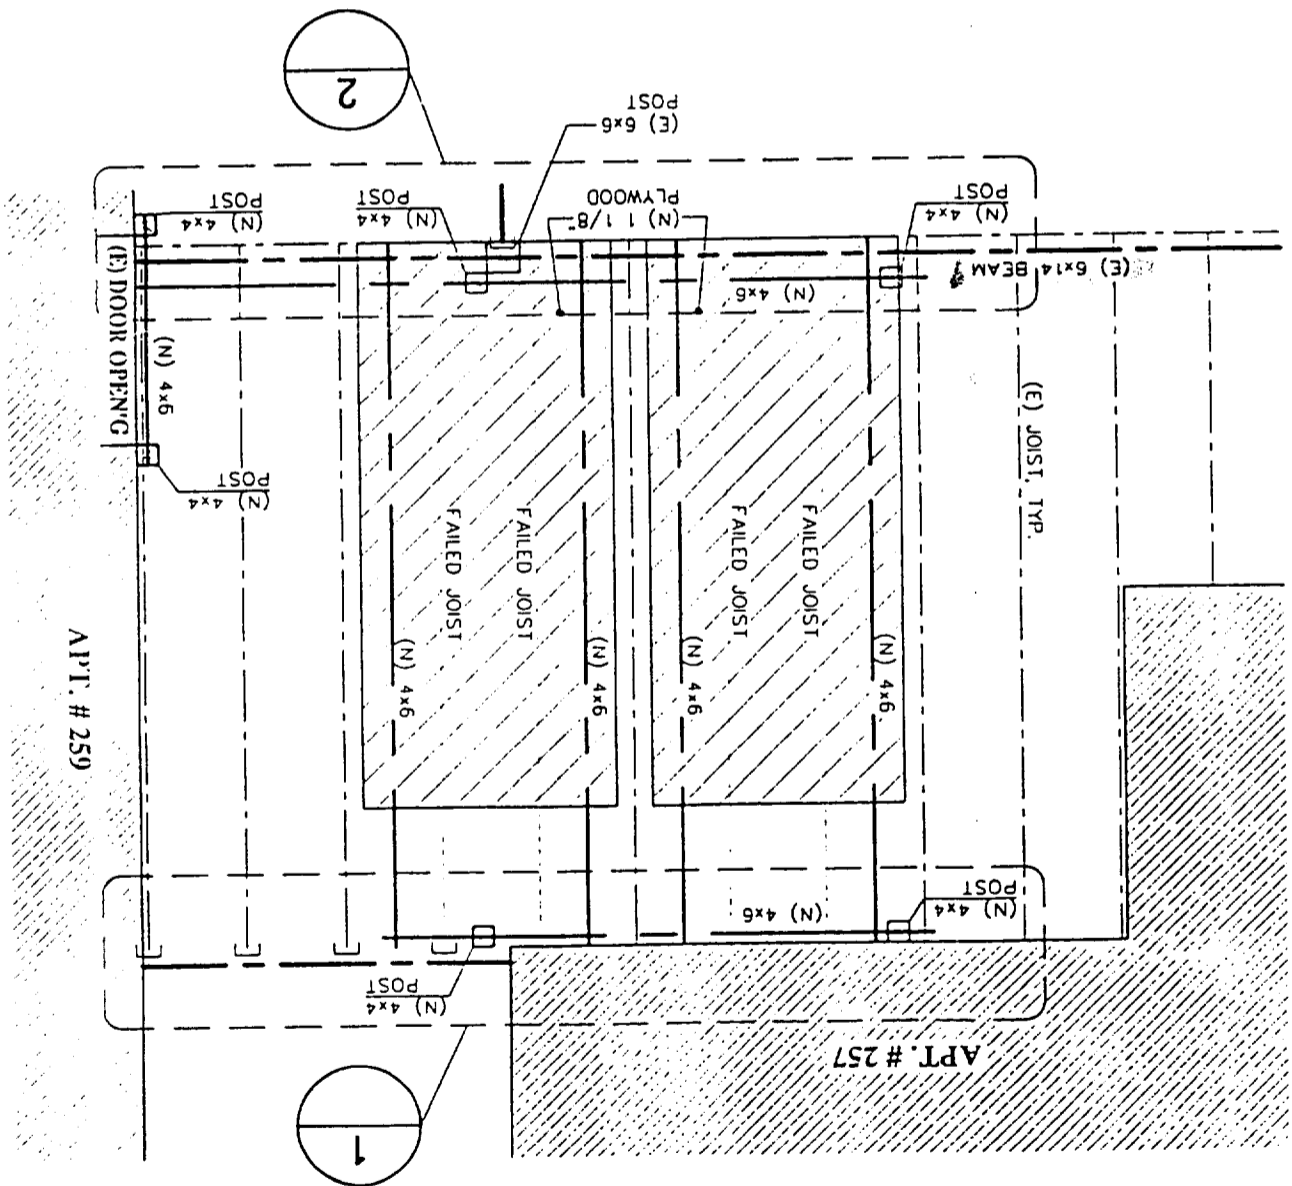 1
APT. # 257
(N) 4x4
POST
(N) 4x4
POST
(N) 4x6
APT. # 259
(N) 4x6
(N) 4x6
(N) 4x6
(N) 4x6
FAILED JOIST
FAILED JOIST
FAILED JOIST
FAILED JOIST
(E) JOIST, TYP.
(N) 4x4
POST
(N) 4x6
(E) DOOR OPEN'G
(N) 4x6
(E) 6x14 BEAM
(N) 4x4
POST
(N) 1 1/8"
PLYWOOD
(N) 4x4
POST
(N) 4x4
POST
(E) 6x6
POST
2